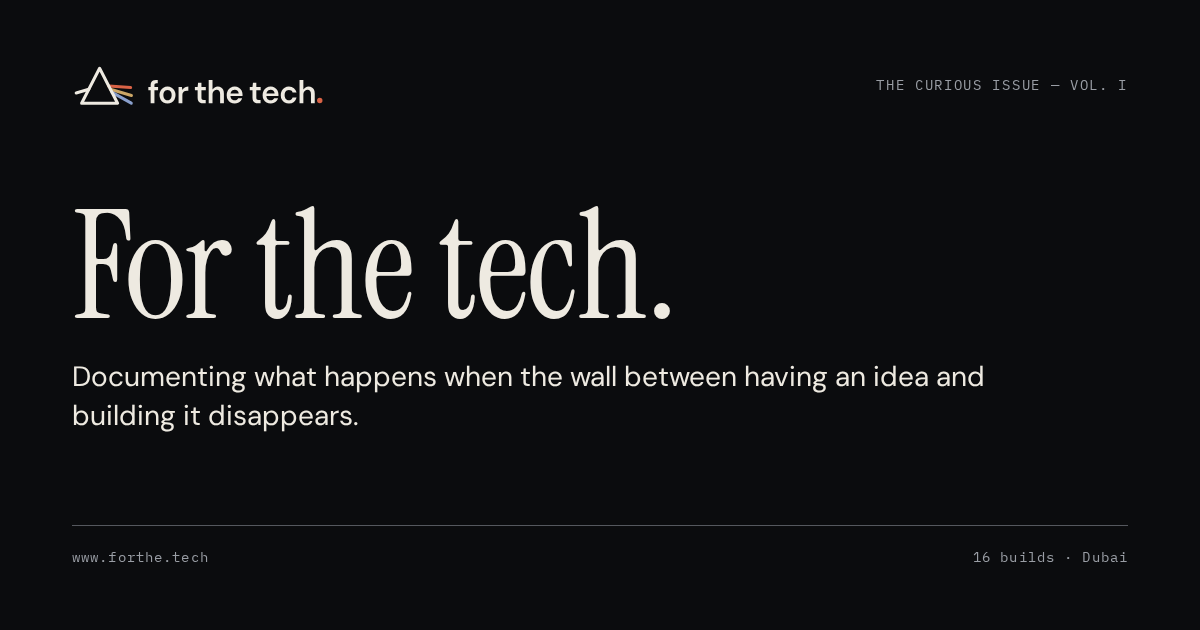 for the tech.
THE CURIOUS ISSUE — VOL. I
For the tech.
Documenting what happens when the wall between having an idea and
building it disappears.
www.forthe.tech
16 builds · Dubai